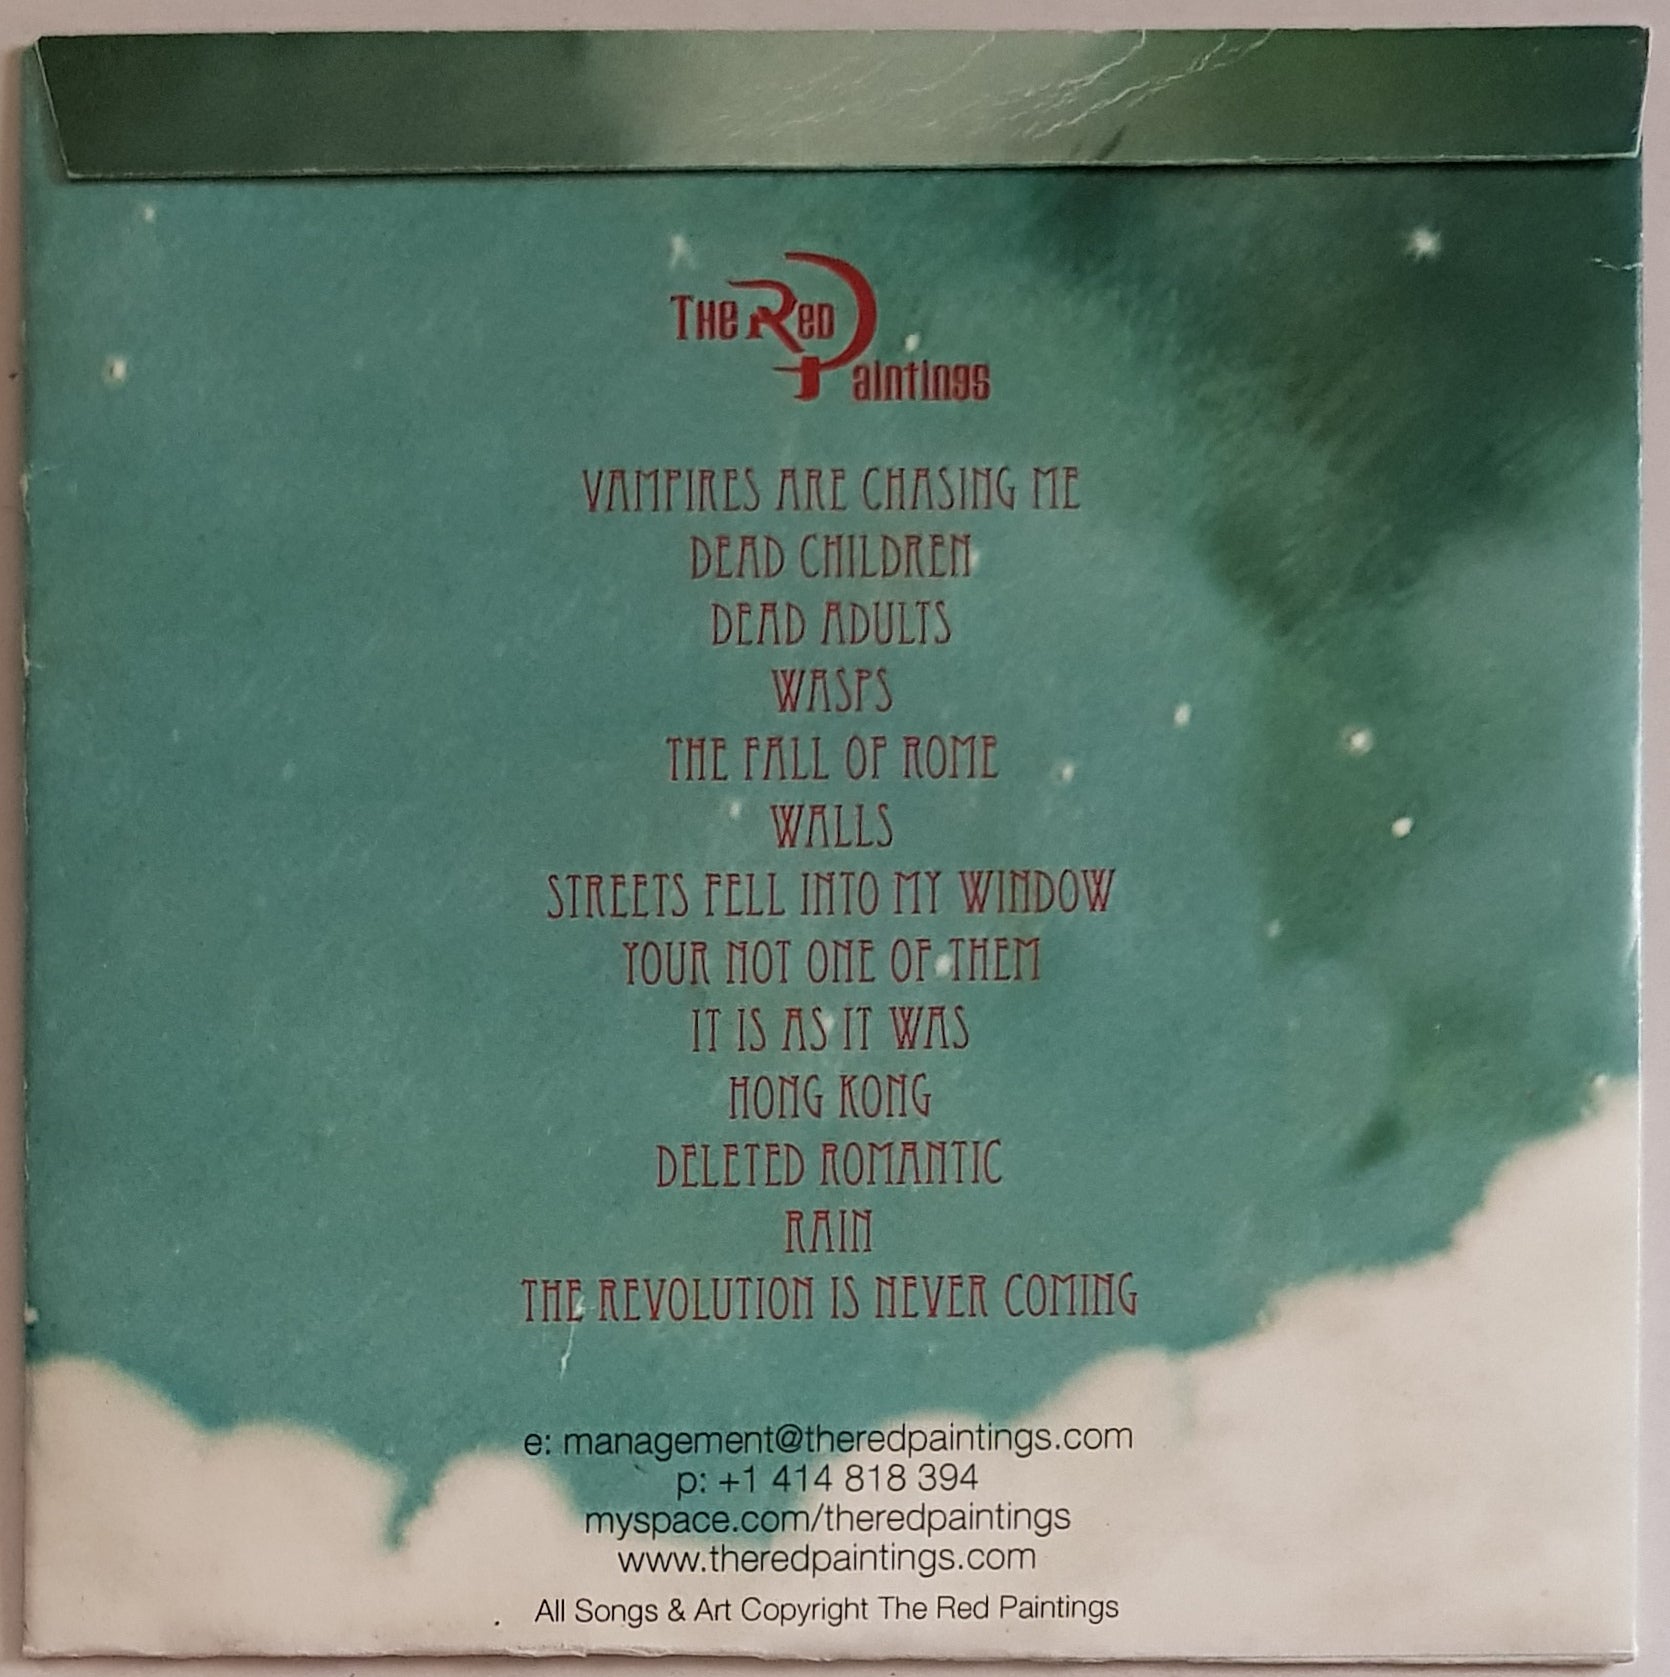 The Red
Paintings
VAMPIRES ARE CHASING ME
DEAD CHILDREN
DEAD ADULTS
WASPS
THE FALL OF ROME
WALLS
STREETS FELL INTO MY WINDOW
YOUR NOT ONE OF THEM
IT IS AS IT WAS
HONG KONG
DELETED ROMANTIC
RAIN
THE REVOLUTION IS NEVER COMING
e: management@theredpaintings.com
p: +1 414 818 394
myspace.com/theredpaintings
www.theredpaintings.com
All Songs & Art Copyright The Red Paintings